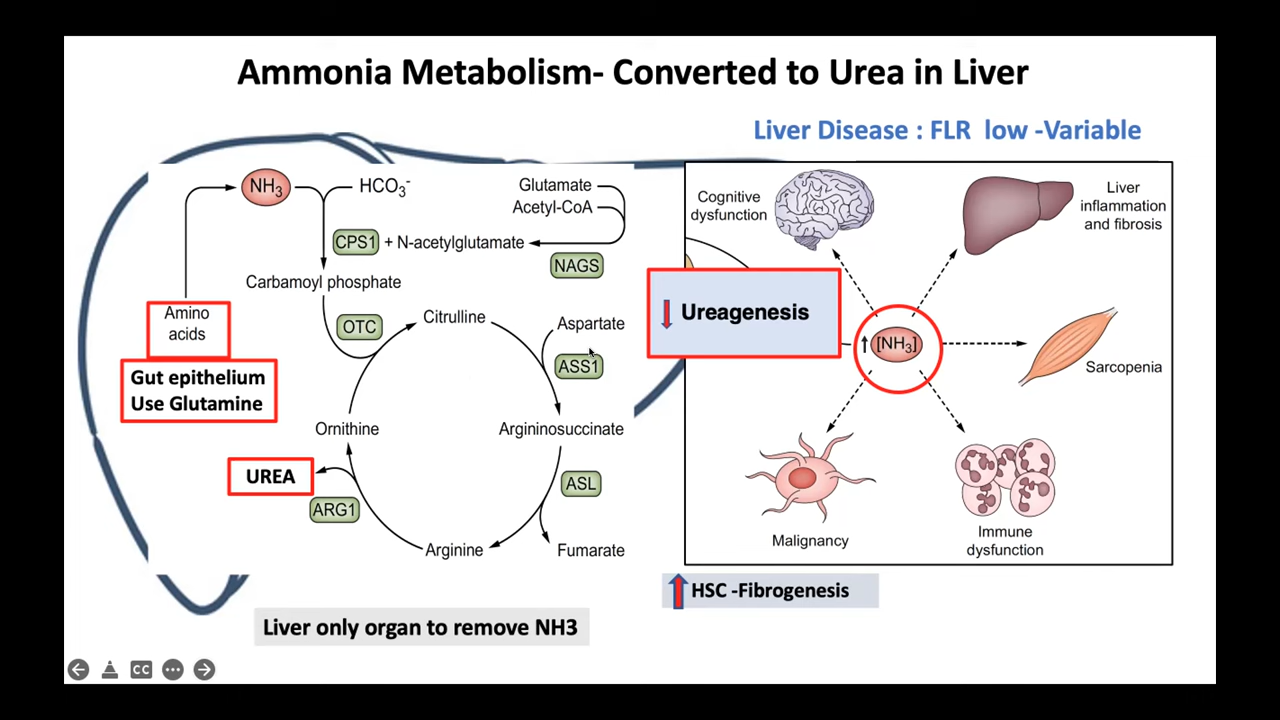 Ammonia Metabolism- Converted to Urea in Liver
Liver Disease : FLR low -Variable
NH3
HCO3-
Glutamate
Acetyl-CoA
CPS1 + N-acetylglutamate
NAGS
Carbamoyl phosphate
Amino
acids
Gut epithelium
Use Glutamine
OTC
Citrulline
Aspartate
ASS1
Ornithine
Argininosuccinate
UREA
ARG1
ASL
Arginine
Fumarate
Liver only organ to remove NH3
Cognitive
dysfunction
Liver
inflammation
and fibrosis
Ureagenesis
[NH3]
Sarcopenia
Malignancy
Immune
dysfunction
HSC -Fibrogenesis
CC